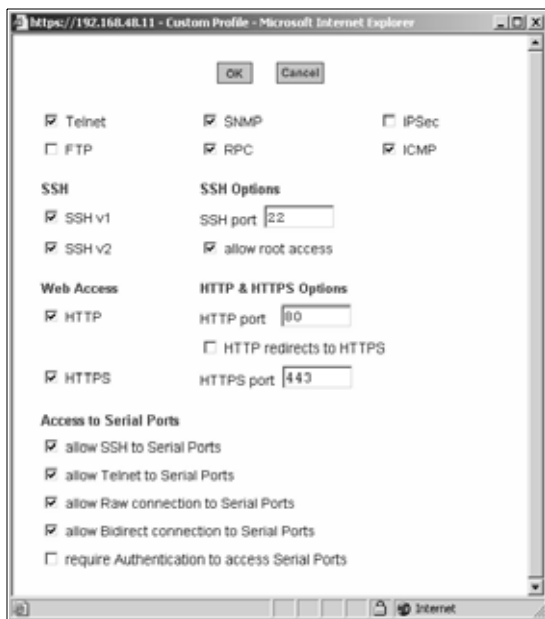 https://192.168.48.11 - Custom Profile - Microsoft Internet Explorer
OK Cancel
Telnet SNMP IPSec
FTP RPC ICMP
SSH SSH Options
SSH v1 SSH port 22
SSH v2 allow root access
Web Access HTTP & HTTPS Options
HTTP HTTP port 80
HTTP redirects to HTTPS
HTTPS HTTPS port 443
Access to Serial Ports
allow SSH to Serial Ports
allow Telnet to Serial Ports
allow Raw connection to Serial Ports
allow Bidirect connection to Serial Ports
require Authentication to access Serial Ports
Internet